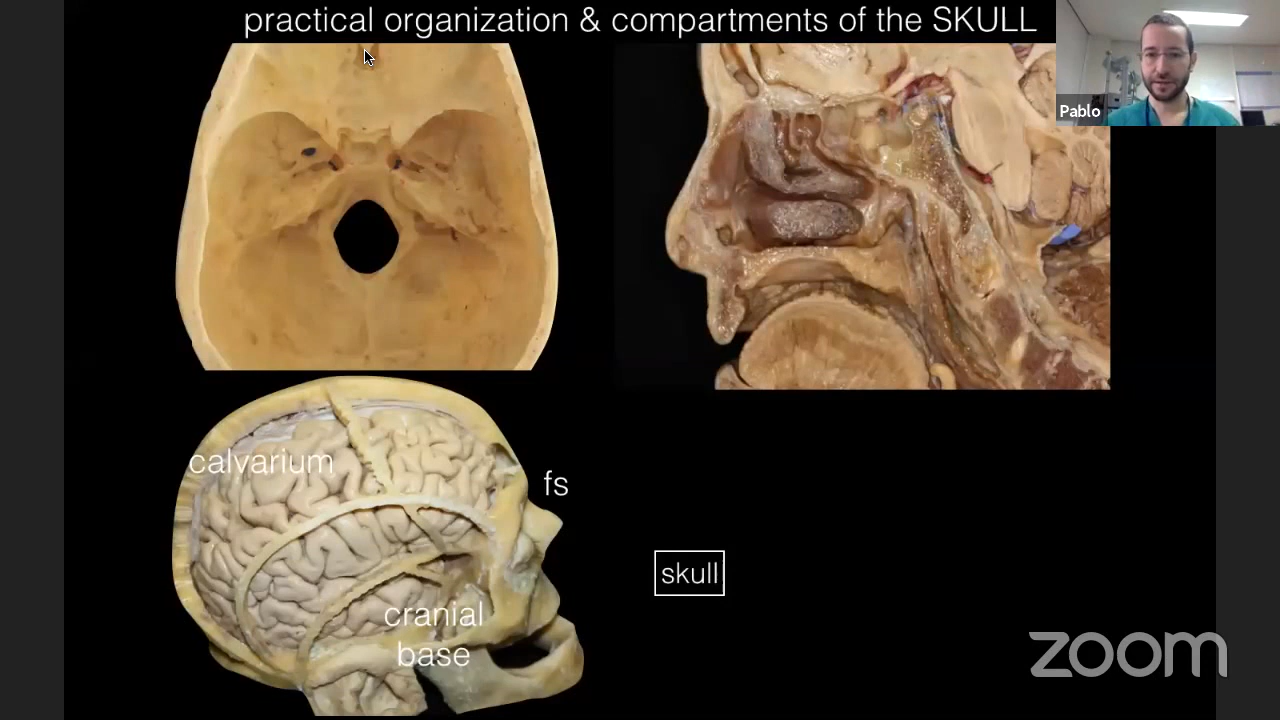 practical organization & compartments of the SKULL
Pablo
calvarium
fs
skull
cranial
base
zoom